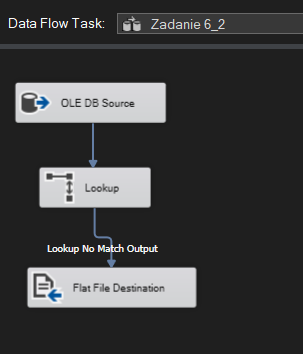 Data Flow Task: Zadanie 6_2
OLE DB Source
Lookup
Lookup No Match Output
Flat File Destination